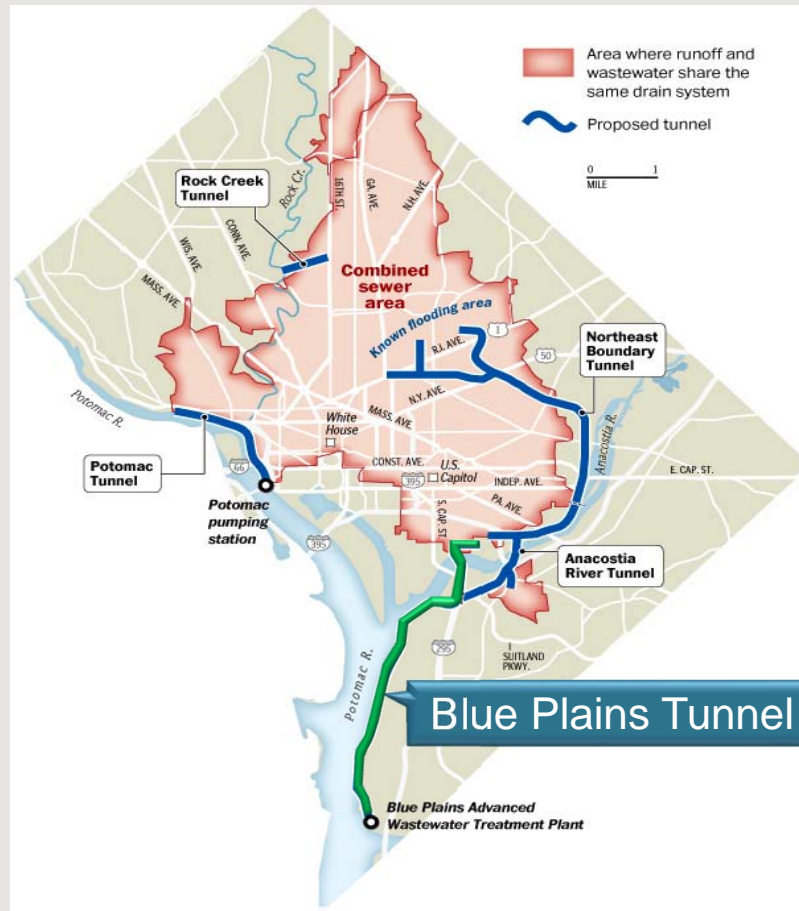 Area where runoff and
wastewater share the
same drain system
Proposed tunnel
0 1
MILE
Rock Creek
Tunnel
Rock Cr.
16TH ST.
GA. AVE.
N.H. AVE.
WIS. AVE.
CONN. AVE.
MASS. AVE.
Combined
sewer
area
Known flooding area
1
R.I. AVE.
50
Northeast
Boundary
Tunnel
N.Y. AVE.
MASS. AVE.
Potomac R.
White
House
Anacostia R.
66
CONST. AVE.
U.S.
Capitol
395
E. CAP. ST.
INDEP. AVE.
PA. AVE.
Potomac
Tunnel
Potomac
pumping
station
S. CAP. ST.
395
Anacostia
River Tunnel
295
SUITLAND
PKWY.
Potomac R.
Blue Plains Tunnel
Blue Plains Advanced
Wastewater Treatment Plant